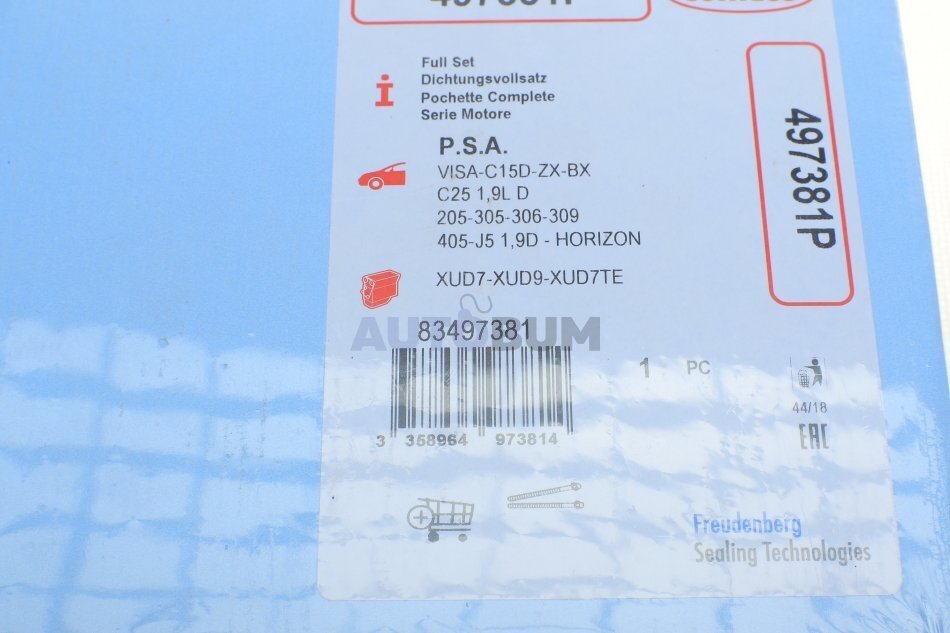 Full Set
Dichtungsvollsatz
Pochette Complete
Serie Motore
P.S.A.
VISA-C15D-ZX-BX
C25 1,9L D
205-305-306-309
405-J5 1,9D - HORIZON
XUD7-XUD9-XUD7TE
AUTOBUM
83497381
3 358964 973814
1 PC
44/18
EAC
497381P
Freudenberg
Sealing Technologies